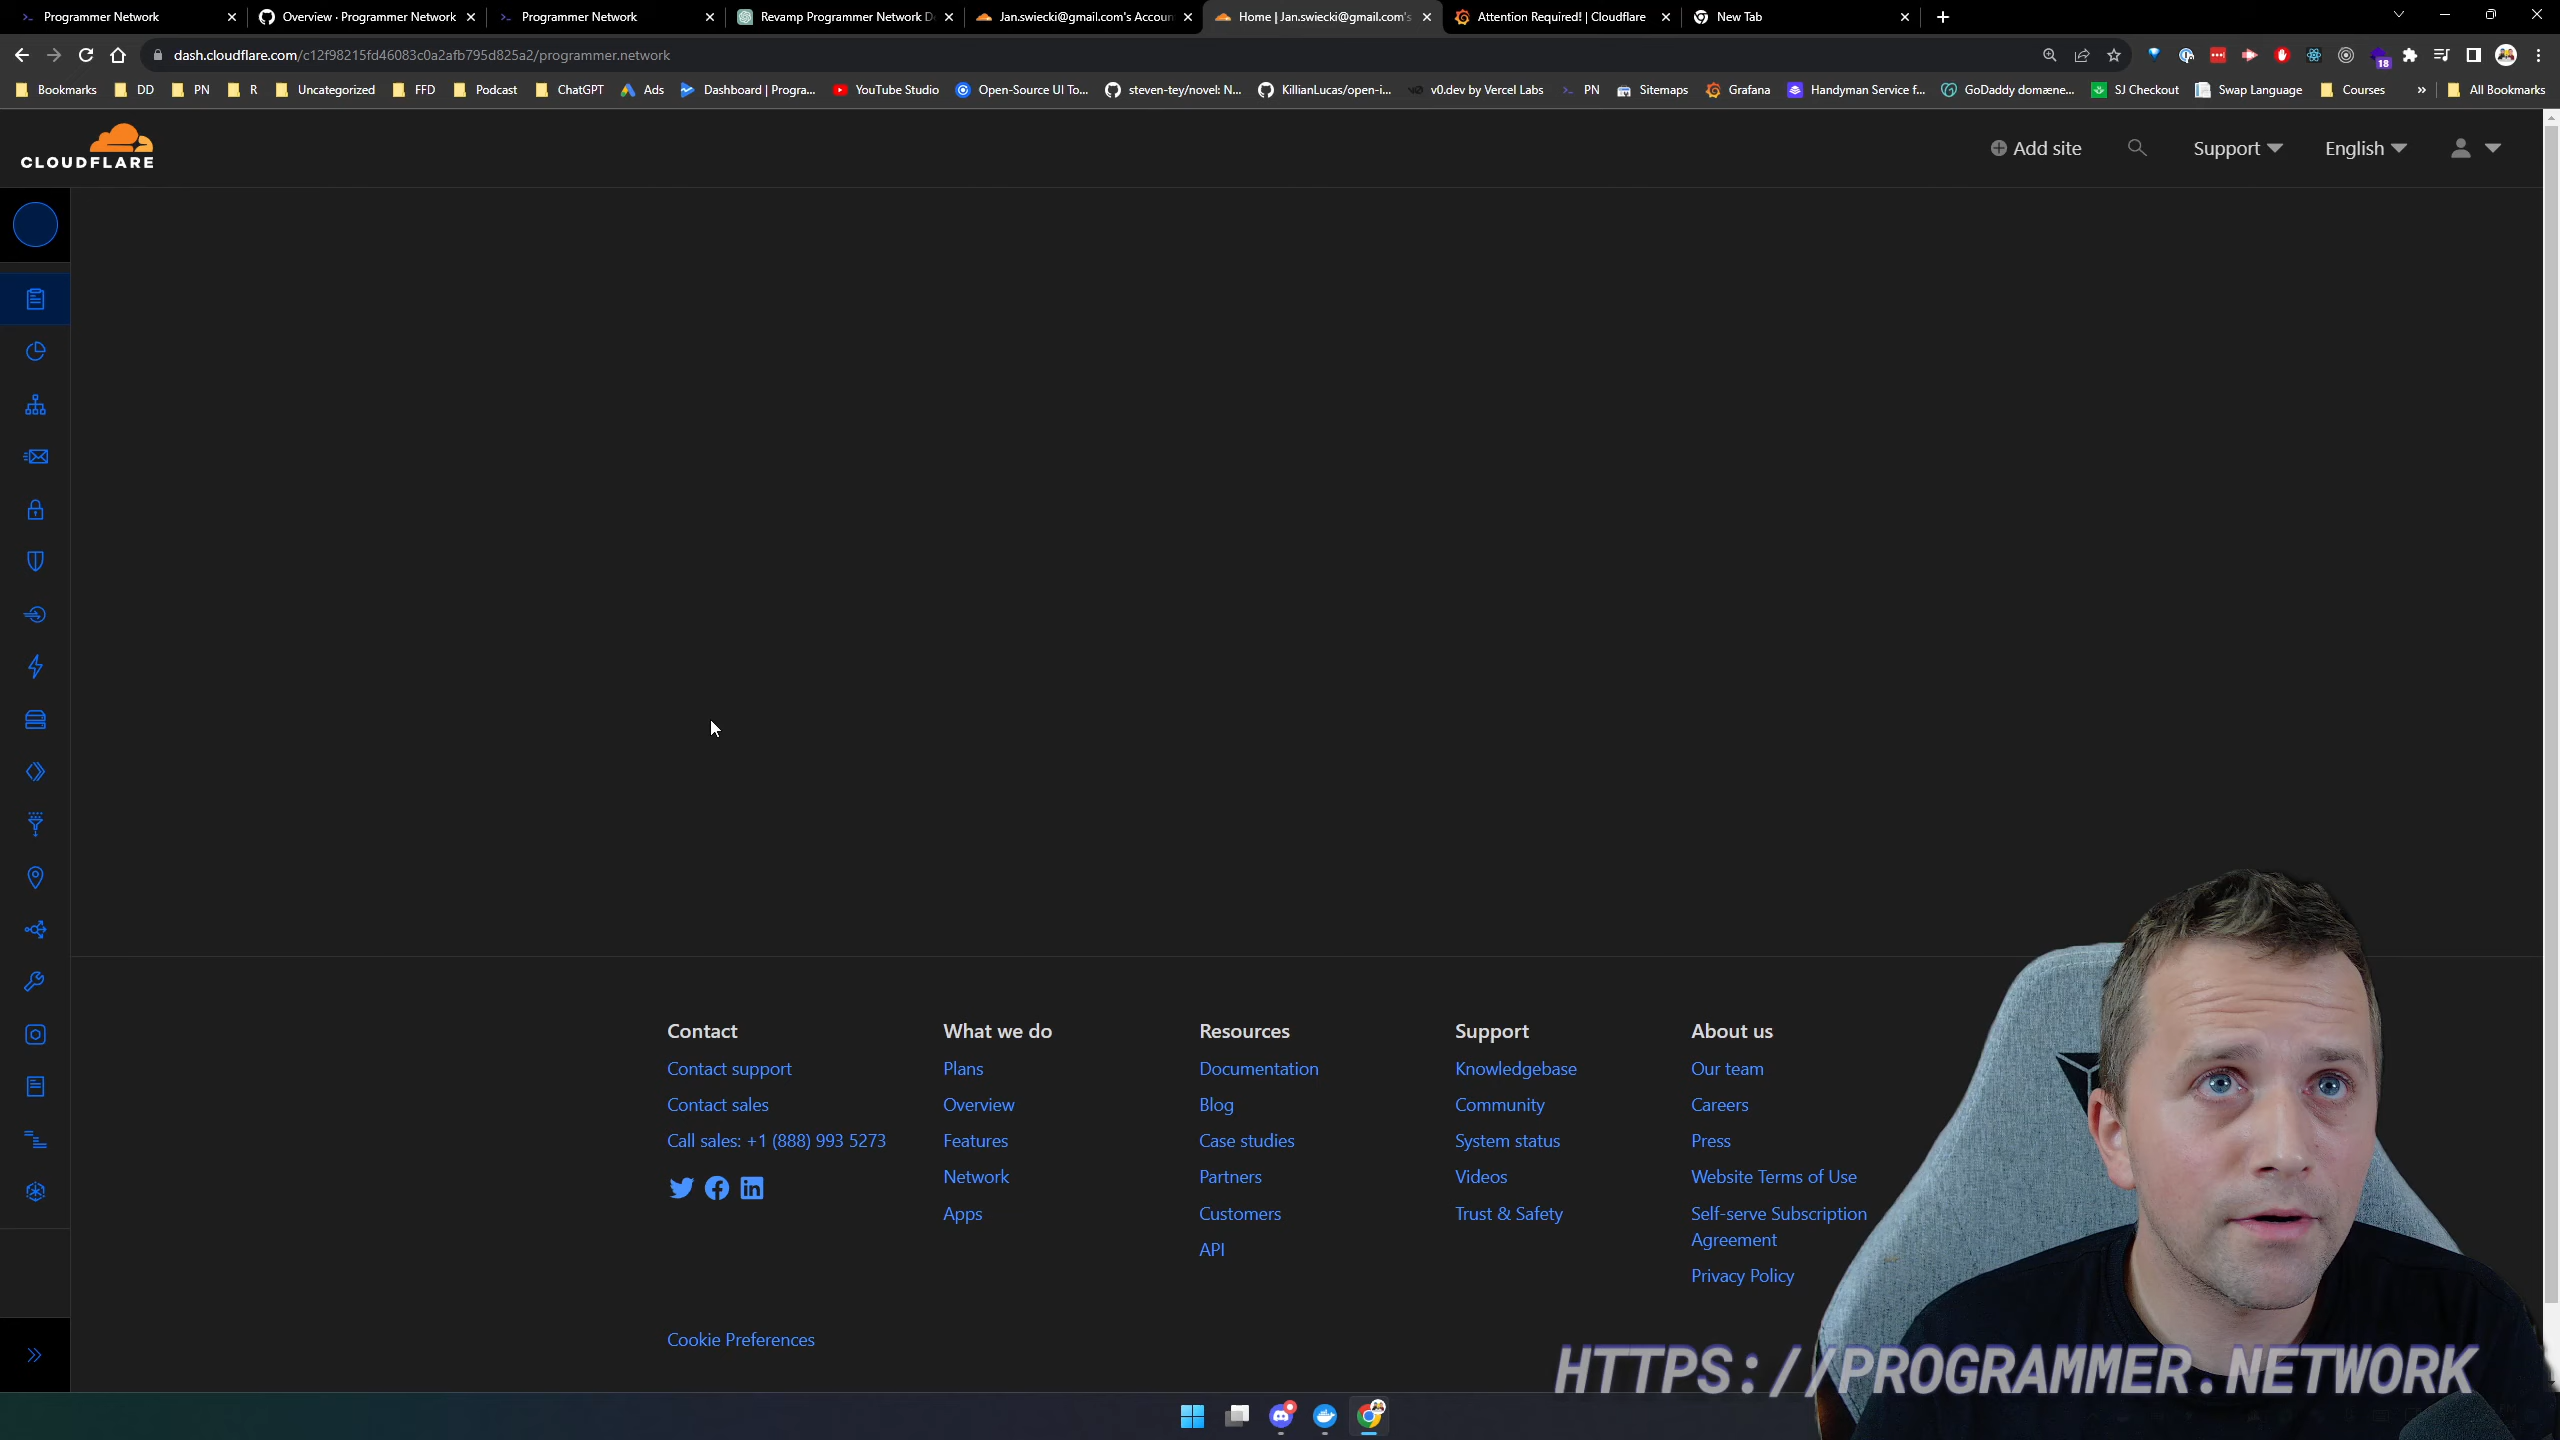 Programmer Network
Overview · Programmer Network
Programmer Network
Revamp Programmer Network D
Jan.swiecki@gmail.com's Accoun
Home | Jan.swiecki@gmail.com's
Attention Required! | Cloudflare
New Tab
dash.cloudflare.com/c12f98215fd46083c0a2afb795d825a2/programmer.network
18
Bookmarks
DD
PN
R
Uncategorized
FFD
Podcast
ChatGPT
Ads
Dashboard | Progra...
YouTube Studio
Open-Source UI To...
steven-tey/novel: N...
KillianLucas/open-i...
v0.dev by Vercel Labs
PN
Sitemaps
Grafana
Handyman Service f...
GoDaddy domæne...
SJ Checkout
Swap Language
Courses
»
All Bookmarks
CLOUDFLARE
Add site
Support
English
Contact
Contact support
Contact sales
Call sales: +1 (888) 993 5273
What we do
Plans
Overview
Features
Network
Apps
Resources
Documentation
Blog
Case studies
Partners
Customers
API
Support
Knowledgebase
Community
System status
Videos
Trust & Safety
About us
Our team
Careers
Press
Website Terms of Use
Self-serve Subscription
Agreement
Privacy Policy
Cookie Preferences
HTTPS://PROGRAMMER.NETWORK